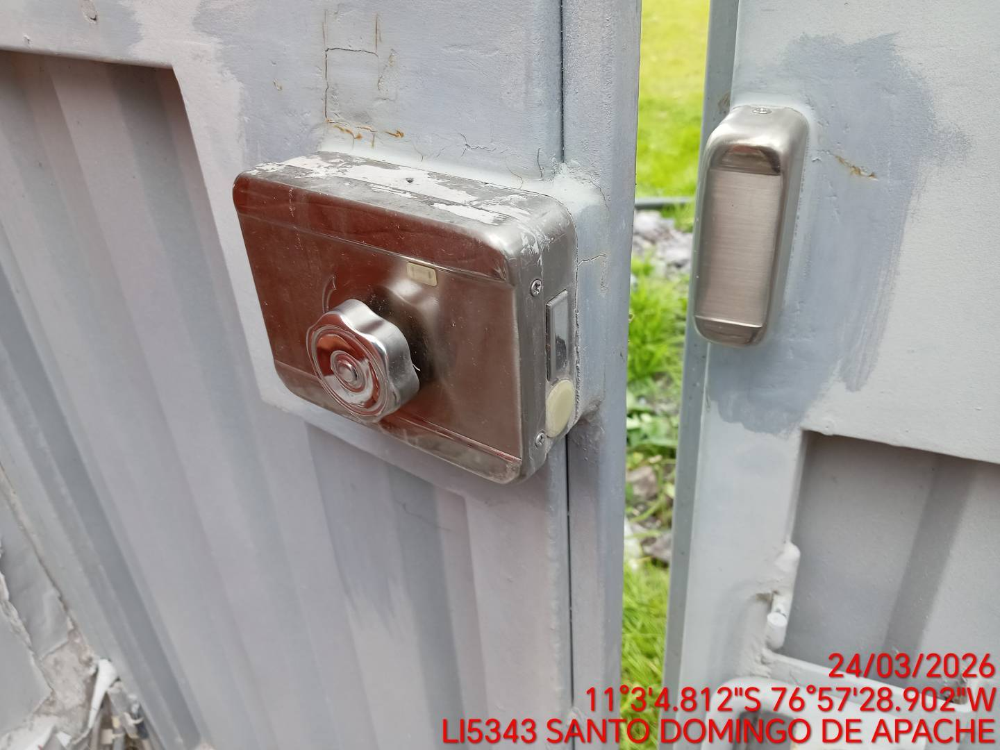 24/03/2026
11°3'4.812"S 76°57'28.902"W
LI5343 SANTO DOMINGO DE APACHE